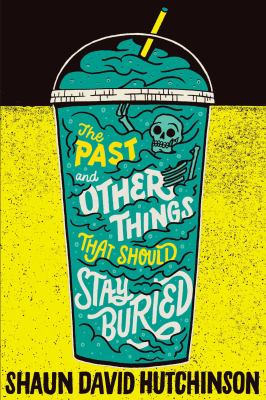 The
PAST
and
OTHER
THINGS
THAT SHOULD
STAY
BURIED
SHAUN DAVID HUTCHINSON